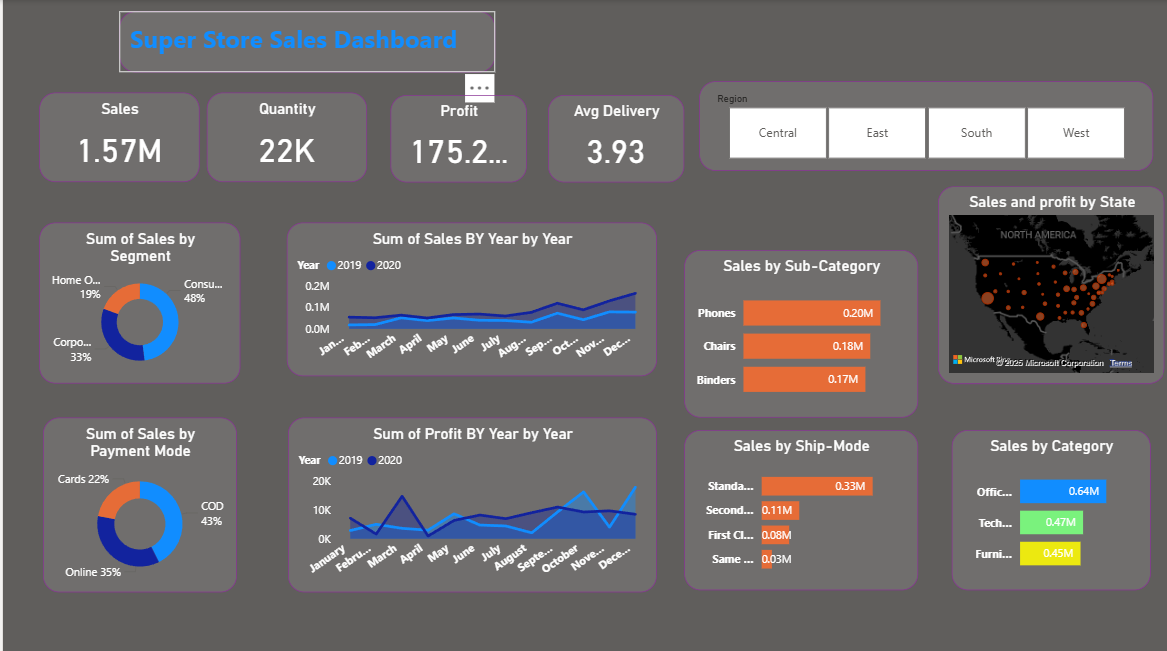 Super Store Sales Dashboard
...
Sales
1.57M
Quantity
22K
Profit
175.2...
Avg Delivery
3.93
Region
Central
East
South
West
Sum of Sales by
Segment
Home O...
19%
Consu...
48%
Corpo...
33%
Sum of Sales BY Year by Year
Year 2019 2020
0.2M
0.1M
0.0M
Jan... Feb... March April May June July Aug... Sep... Oct... Nov... Dec...
Sales by Sub-Category
Phones 0.20M
Chairs 0.18M
Binders 0.17M
Sales and profit by State
NORTH AMERICA
Microsoft Bing
© 2025 Microsoft Corporation Terms
Sum of Sales by
Payment Mode
Cards 22%
COD
43%
Online 35%
Sum of Profit BY Year by Year
Year 2019 2020
20K
10K
0K
January Febru... March April May June July August Septe... October Nove... Dece...
Sales by Ship-Mode
Standa... 0.33M
Second... 0.11M
First Cl... 0.08M
Same ... 0.03M
Sales by Category
Offic... 0.64M
Tech... 0.47M
Furni... 0.45M